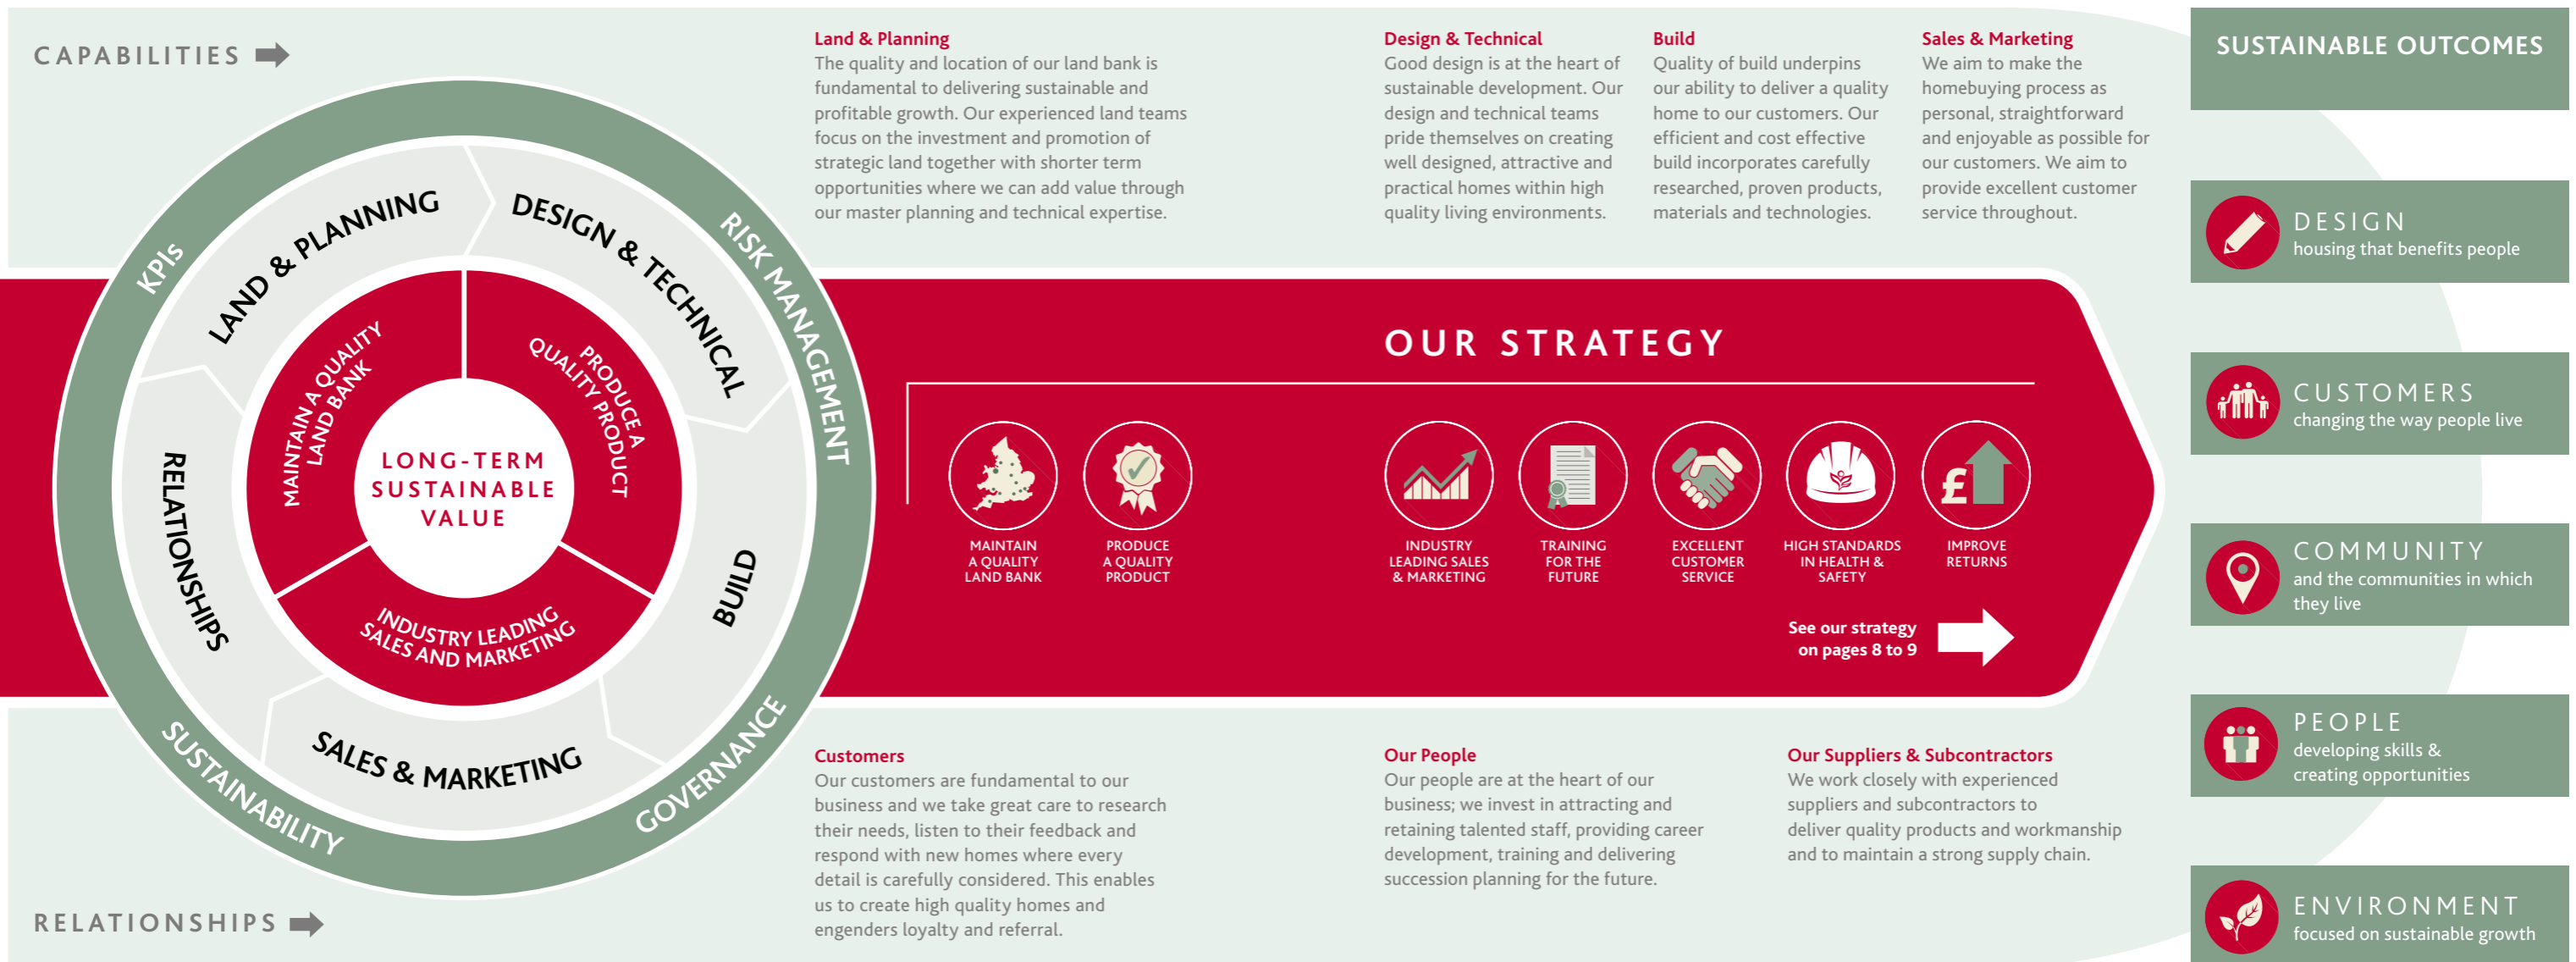 CAPABILITIES
KPIs
RISK MANAGEMENT
GOVERNANCE
SUSTAINABILITY
LAND & PLANNING
DESIGN & TECHNICAL
BUILD
SALES & MARKETING
RELATIONSHIPS
MAINTAIN A QUALITY
LAND BANK
PRODUCE A
QUALITY PRODUCT
INDUSTRY LEADING
SALES AND MARKETING
LONG-TERM
SUSTAINABLE
VALUE
RELATIONSHIPS
Land & Planning
The quality and location of our land bank is
fundamental to delivering sustainable and
profitable growth. Our experienced land teams
focus on the investment and promotion of
strategic land together with shorter term
opportunities where we can add value through
our master planning and technical expertise.
Design & Technical
Good design is at the heart of
sustainable development. Our
design and technical teams
pride themselves on creating
well designed, attractive and
practical homes within high
quality living environments.
Build
Quality of build underpins
our ability to deliver a quality
home to our customers. Our
efficient and cost effective
build incorporates carefully
researched, proven products,
materials and technologies.
Sales & Marketing
We aim to make the
homebuying process as
personal, straightforward
and enjoyable as possible for
our customers. We aim to
provide excellent customer
service throughout.
OUR STRATEGY
MAINTAIN
A QUALITY
LAND BANK
PRODUCE
A QUALITY
PRODUCT
INDUSTRY
LEADING SALES
& MARKETING
TRAINING
FOR THE
FUTURE
EXCELLENT
CUSTOMER
SERVICE
HIGH STANDARDS
IN HEALTH &
SAFETY
£
IMPROVE
RETURNS
See our strategy
on pages 8 to 9
Customers
Our customers are fundamental to our
business and we take great care to research
their needs, listen to their feedback and
respond with new homes where every
detail is carefully considered. This enables
us to create high quality homes and
engenders loyalty and referral.
Our People
Our people are at the heart of our
business; we invest in attracting and
retaining talented staff, providing career
development, training and delivering
succession planning for the future.
Our Suppliers & Subcontractors
We work closely with experienced
suppliers and subcontractors to
deliver quality products and workmanship
and to maintain a strong supply chain.
SUSTAINABLE OUTCOMES
DESIGN
housing that benefits people
CUSTOMERS
changing the way people live
COMMUNITY
and the communities in which
they live
PEOPLE
developing skills &
creating opportunities
ENVIRONMENT
focused on sustainable growth